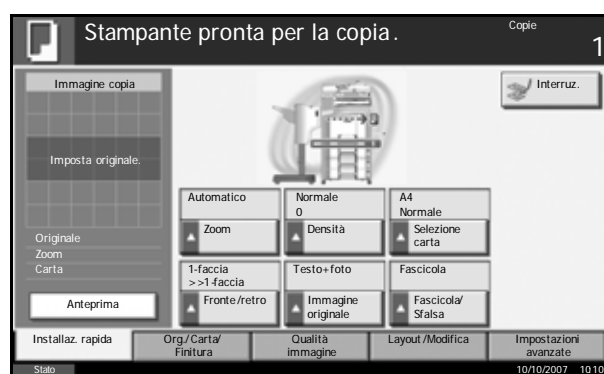 Stampante pronta per la copia.
Copie
1
Immagine copia
Imposta originale.
Originale
Zoom
Carta
Anteprima
Interruz.
Automatico
Zoom
Normale
0
Densità
A4
Normale
Selezione
carta
1-faccia
>>1-faccia
Fronte/retro
Testo+foto
Immagine
originale
Fascicola
Fascicola/
Sfalsa
Installaz. rapida
Org./Carta/
Finitura
Qualità
immagine
Layout/Modifica
Impostazioni
avanzate
Stato
10/10/2007 10:10